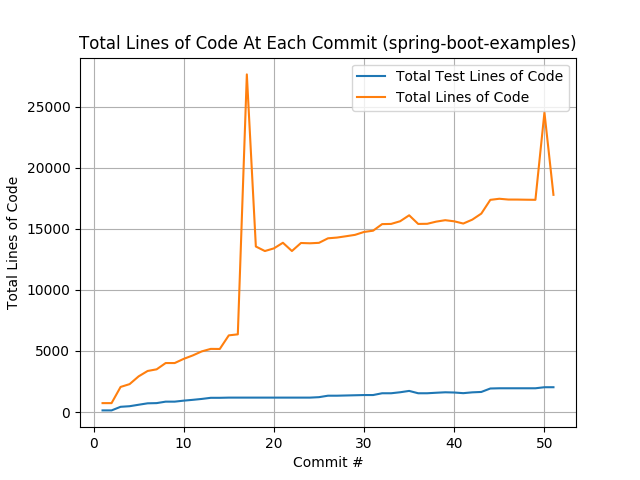 Total Lines of Code At Each Commit (spring-boot-examples)
Total Test Lines of Code
Total Lines of Code
Total Lines of Code
25000
20000
15000
10000
5000
0
0 10 20 30 40 50
Commit #